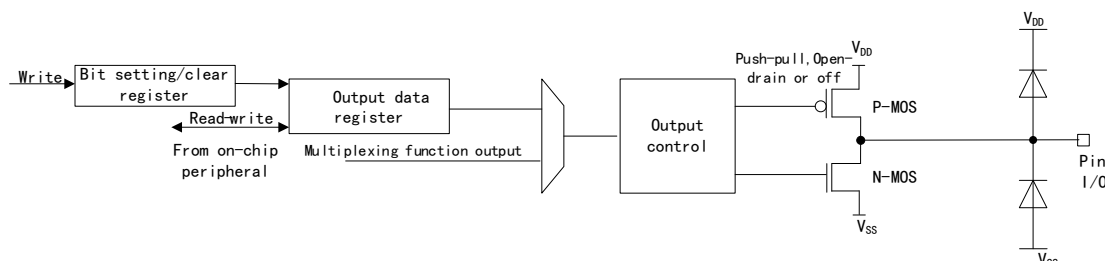 Write
Bit setting/clear
register
Read-write
From on-chip
peripheral
Output data
register
Multiplexing function output
Output
control
Push-pull,Open-
drain or off
VDD
P-MOS
N-MOS
VSS
VDD
Pin
I/O
VSS